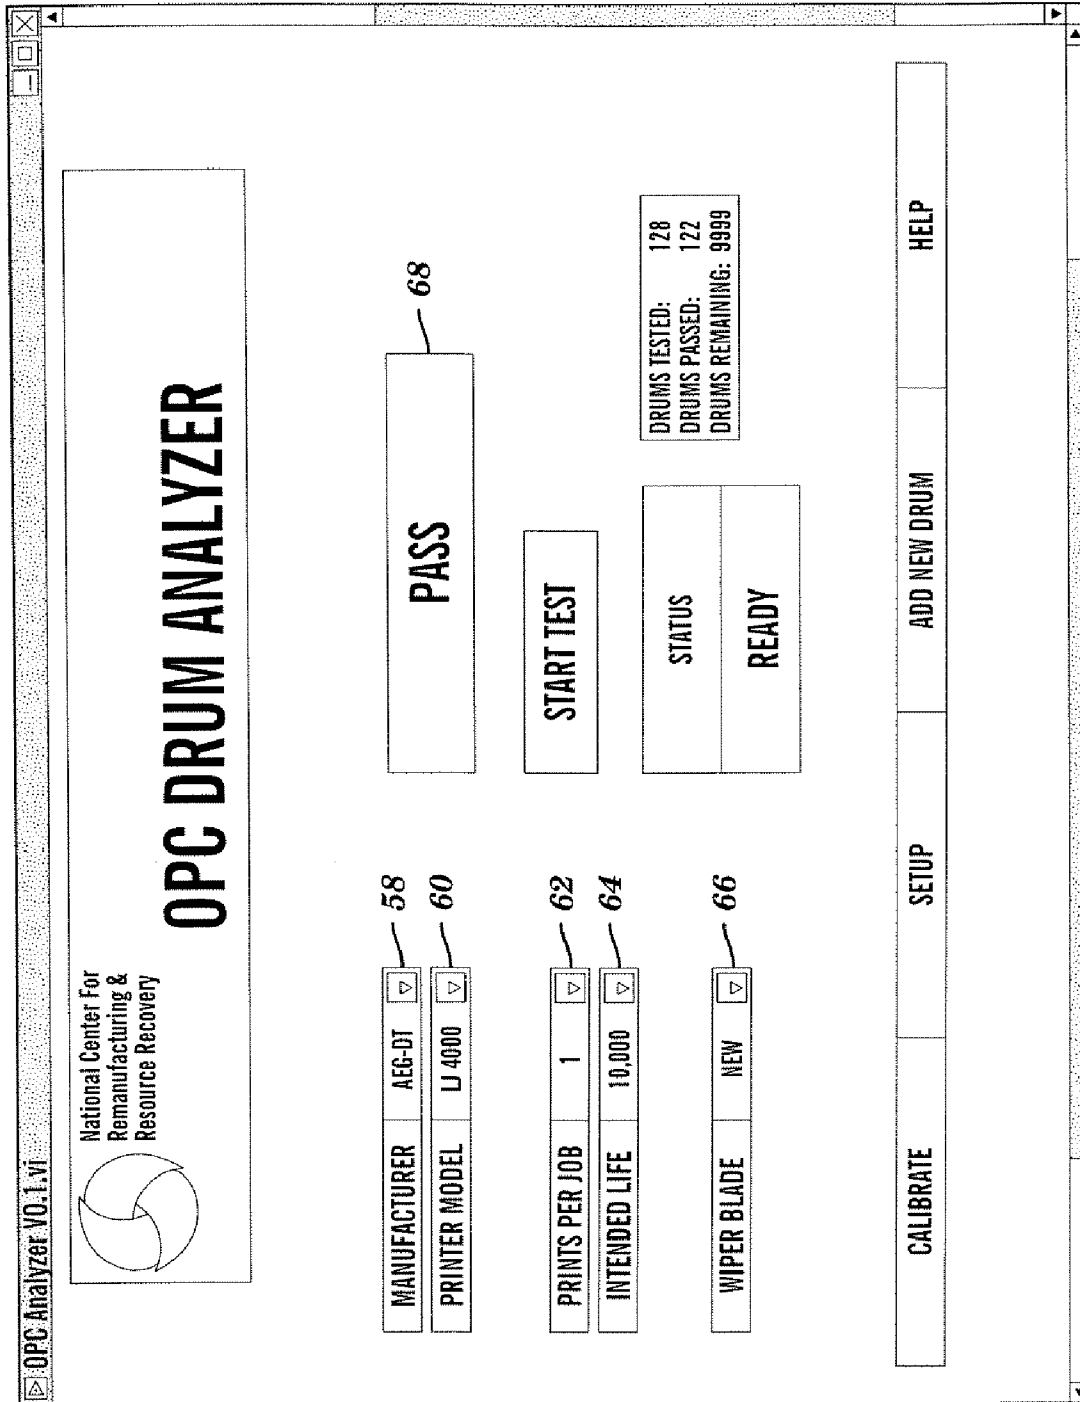 OPC Analyzer V0.1.vi
National Center For
Remanufacturing &
Resource Recovery
OPC DRUM ANALYZER
MANUFACTURER AEG-DT 58
PRINTER MODEL LJ 4000 60
PASS 68
PRINTS PER JOB 1 62
INTENDED LIFE 10,000 64
START TEST
WIPER BLADE NEW 66
STATUS
READY
DRUMS TESTED: 128
DRUMS PASSED: 122
DRUMS REMAINING: 9999
CALIBRATE SETUP ADD NEW DRUM HELP